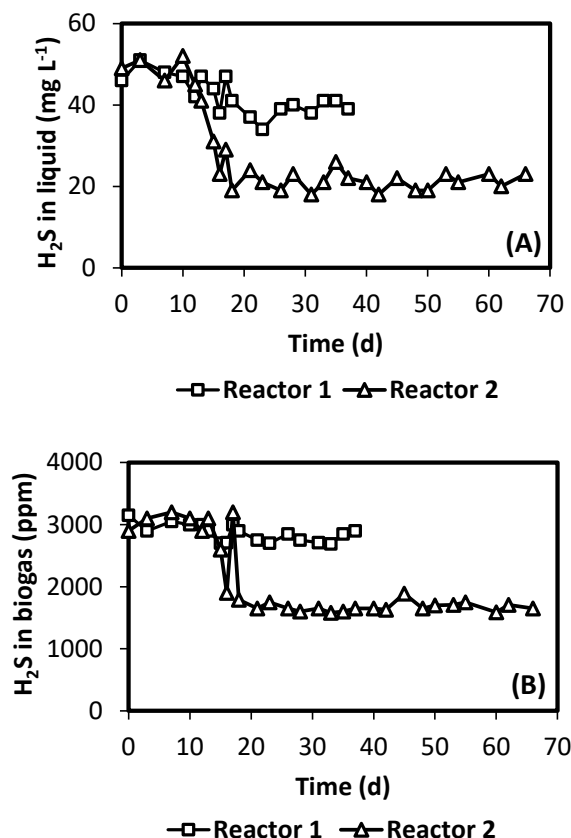 60
40
20
0
H₂S in liquid (mg L⁻¹)
(A)
0 10 20 30 40 50 60 70
Time (d)
Reactor 1 Reactor 2
4000
3000
2000
1000
0
H₂S in biogas (ppm)
(B)
0 10 20 30 40 50 60 70
Time (d)
Reactor 1 Reactor 2